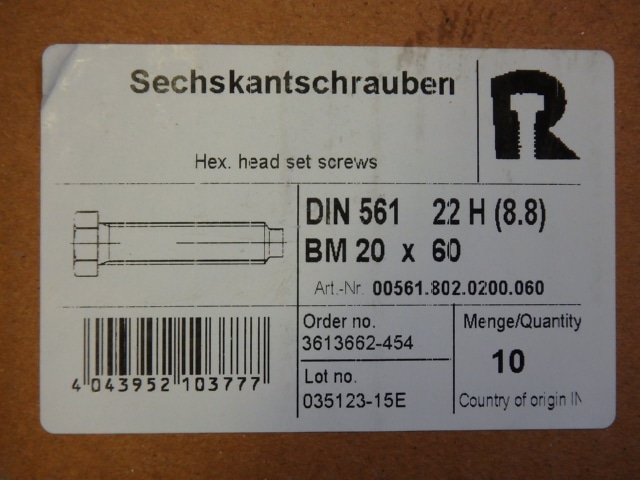 Sechskantschrauben
R
Hex. head set screws
DIN 561 22 H (8.8)
BM 20 x 60
Art.-Nr. 00561.802.0200.060
Order no.
3613662-454
Menge/Quantity
10
Lot no.
035123-15E
Country of origin IN
4 043952 103777